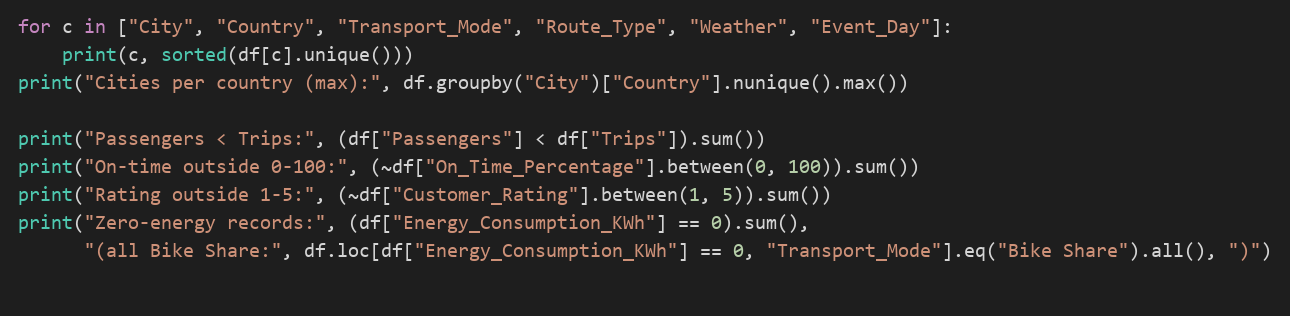 for c in ["City", "Country", "Transport_Mode", "Route_Type", "Weather", "Event_Day"]:
    print(c, sorted(df[c].unique()))
print("Cities per country (max):", df.groupby("City")["Country"].nunique().max())

print("Passengers < Trips:", (df["Passengers"] < df["Trips"]).sum())
print("On-time outside 0-100:", (~df["On_Time_Percentage"].between(0, 100)).sum())
print("Rating outside 1-5:", (~df["Customer_Rating"].between(1, 5)).sum())
print("Zero-energy records:", (df["Energy_Consumption_KWh"] == 0).sum(),
      "(all Bike Share:", df.loc[df["Energy_Consumption_KWh"] == 0, "Transport_Mode"].eq("Bike Share").all(), ")")